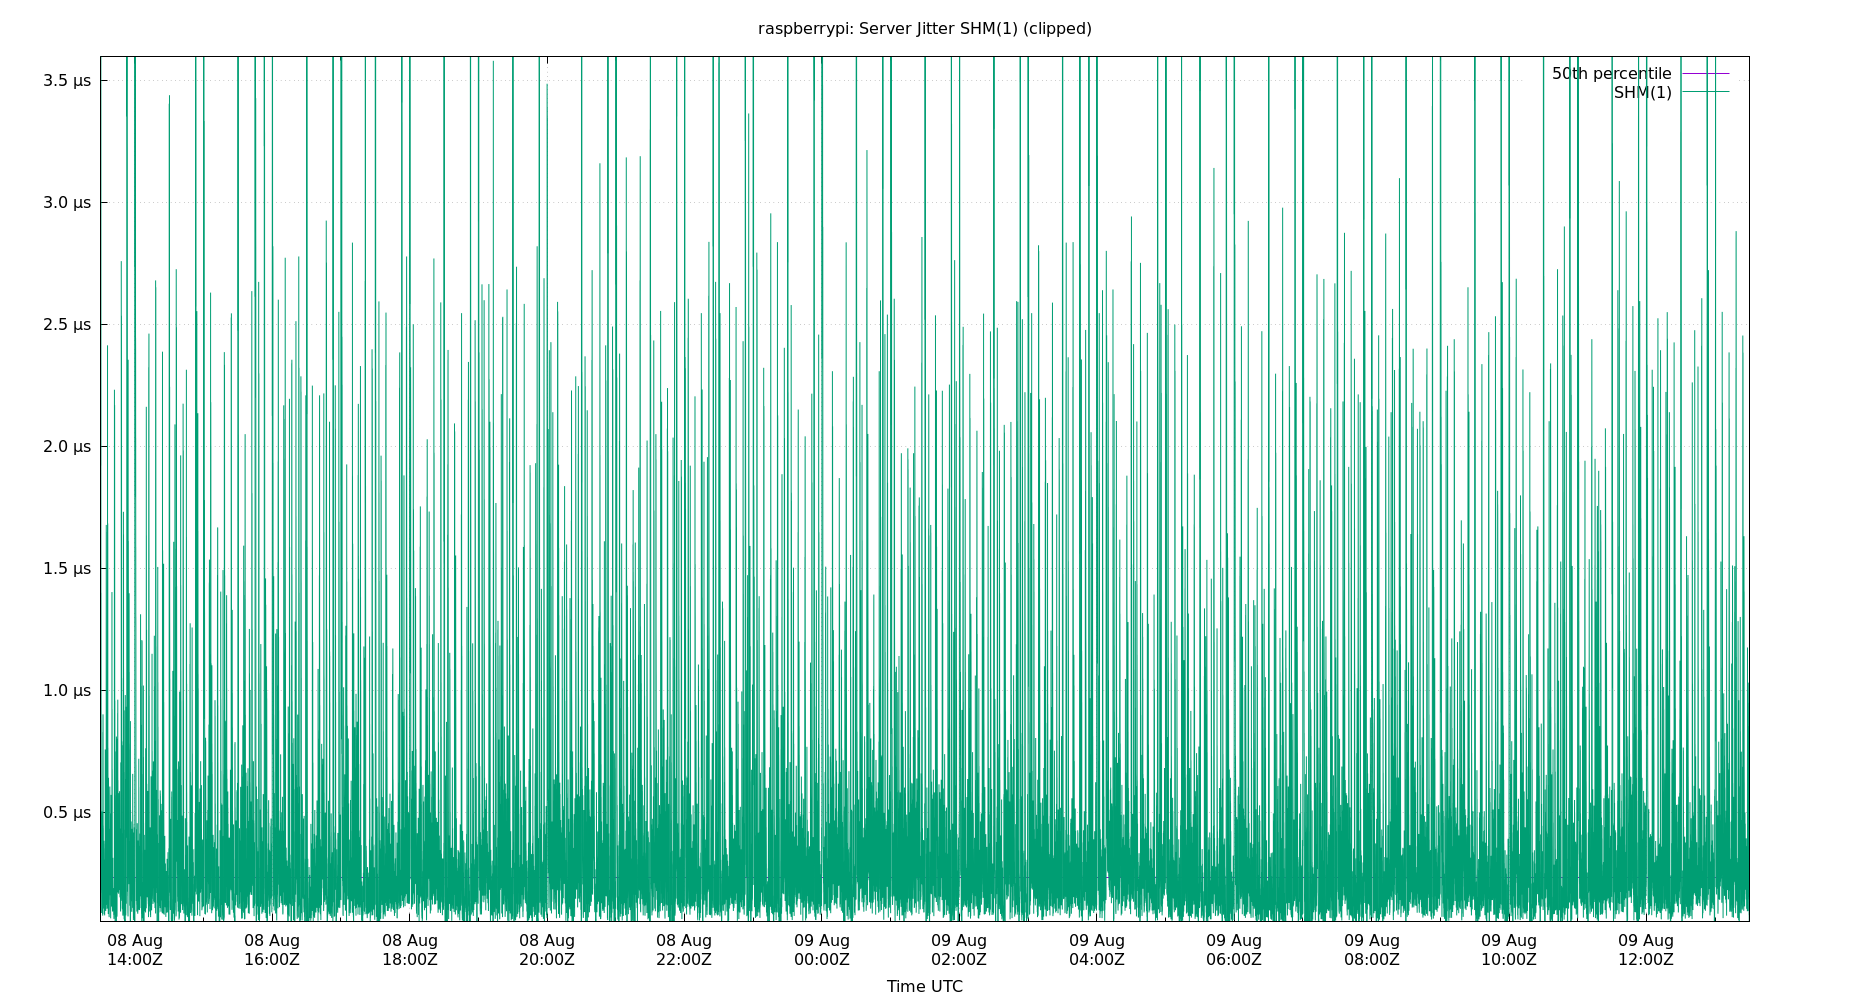 raspberrypi: Server Jitter SHM(1) (clipped)
50th percentile
SHM(1)
3.5 µs
3.0 µs
2.5 µs
2.0 µs
1.5 µs
1.0 µs
0.5 µs
08 Aug 08 Aug 08 Aug 08 Aug 08 Aug 09 Aug 09 Aug 09 Aug 09 Aug 09 Aug 09 Aug 09 Aug
14:00Z 16:00Z 18:00Z 20:00Z 22:00Z 00:00Z 02:00Z 04:00Z 06:00Z 08:00Z 10:00Z 12:00Z
Time UTC